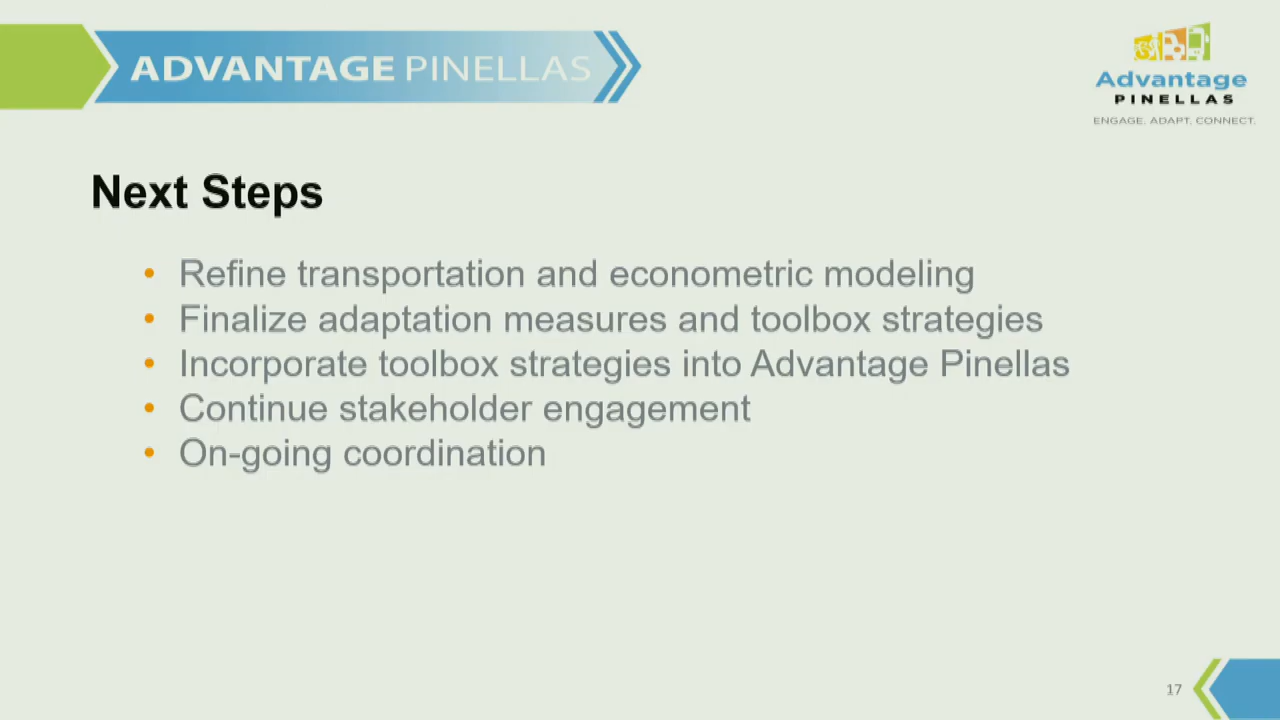 ADVANTAGE PINELLAS
Advantage
PINELLAS
ENGAGE. ADAPT. CONNECT.
Next Steps
• Refine transportation and econometric modeling
• Finalize adaptation measures and toolbox strategies
• Incorporate toolbox strategies into Advantage Pinellas
• Continue stakeholder engagement
• On-going coordination
17